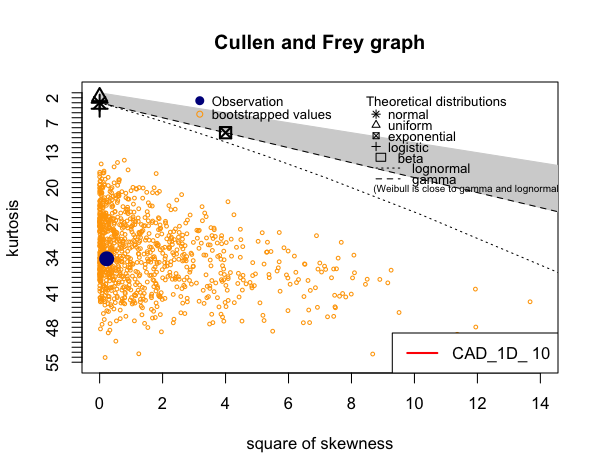 Cullen and Frey graph
Observation
bootstrapped values
Theoretical distributions
normal
uniform
exponential
logistic
beta
lognormal
gamma
(Weibull is close to gamma and lognormal
kurtosis
2
7
13
20
27
34
41
48
55
CAD_1D_ 10
0
2
4
6
8
10
12
14
square of skewness